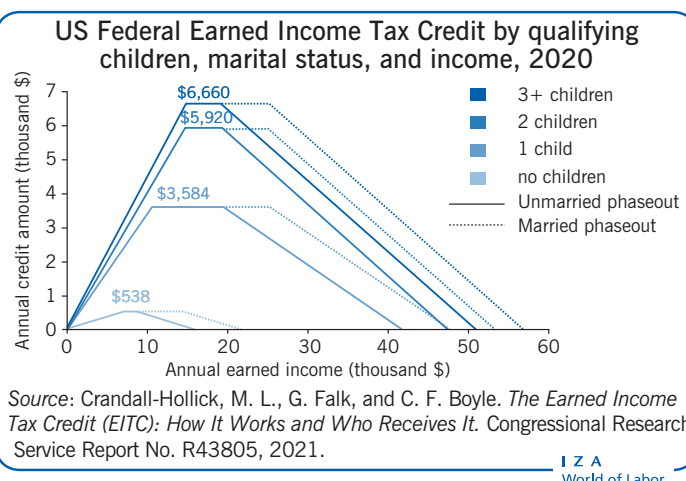 US Federal Earned Income Tax Credit by qualifying
children, marital status, and income, 2020
Annual credit amount (thousand $)
7
6
5
4
3
2
1
0
$6,660
$5,920
$3,584
$538
3+ children
2 children
1 child
no children
Unmarried phaseout
Married phaseout
0 10 20 30 40 50 60
Annual earned income (thousand $)
Source: Crandall-Hollick, M. L., G. Falk, and C. F. Boyle. The Earned Income
Tax Credit (EITC): How It Works and Who Receives It. Congressional Research
Service Report No. R43805, 2021.
I Z A
World of Labor